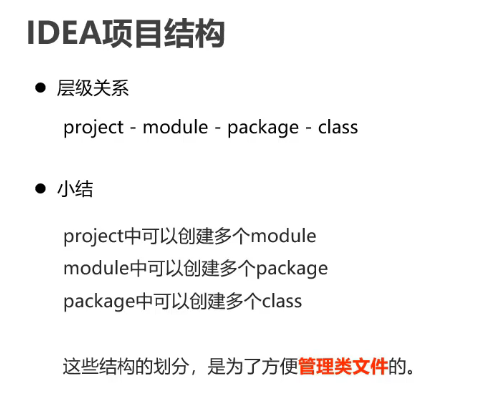 IDEA项目结构
● 层级关系
project - module - package - class
● 小结
project中可以创建多个module
module中可以创建多个package
package中可以创建多个class
这些结构的划分，是为了方便管理类文件的。